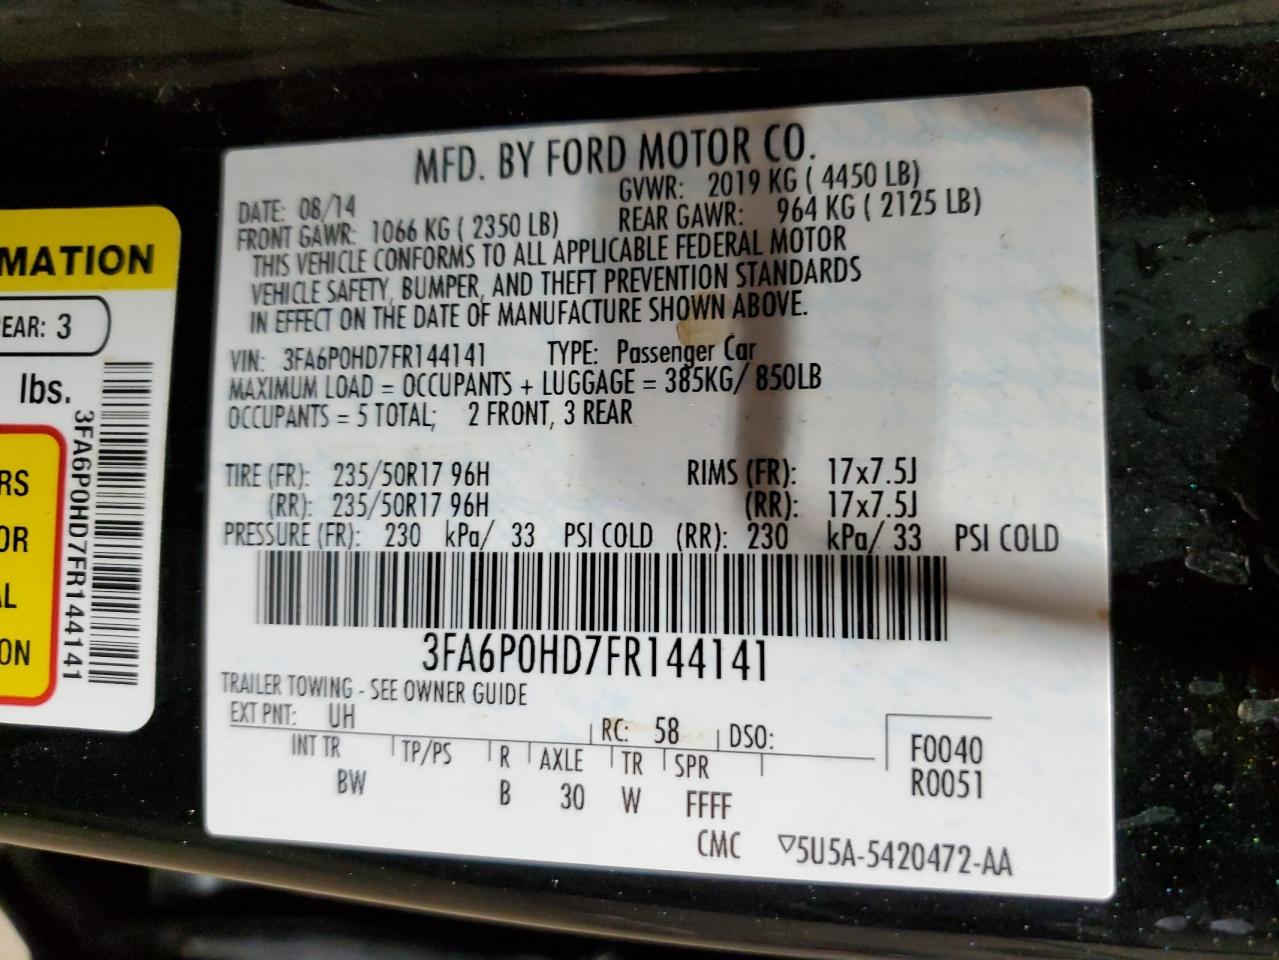 MATION
EAR: 3
lbs.
RS
OR
AL
ON
3FA6P0HD7FR144141
MFD. BY FORD MOTOR CO.
DATE: 08/14 GVWR: 2019 KG ( 4450 LB)
FRONT GAWR: 1066 KG ( 2350 LB) REAR GAWR: 964 KG ( 2125 LB)
THIS VEHICLE CONFORMS TO ALL APPLICABLE FEDERAL MOTOR
VEHICLE SAFETY, BUMPER, AND THEFT PREVENTION STANDARDS
IN EFFECT ON THE DATE OF MANUFACTURE SHOWN ABOVE.
VIN: 3FA6P0HD7FR144141 TYPE: Passenger Car
MAXIMUM LOAD = OCCUPANTS + LUGGAGE = 385KG/ 850LB
OCCUPANTS = 5 TOTAL; 2 FRONT, 3 REAR
TIRE (FR): 235/50R17 96H RIMS (FR): 17x7.5J
(RR): 235/50R17 96H (RR): 17x7.5J
PRESSURE (FR): 230 kPa/ 33 PSI COLD (RR): 230 kPa/ 33 PSI COLD
3FA6P0HD7FR144141
TRAILER TOWING - SEE OWNER GUIDE
EXT PNT: UH RC: 58 DSO:
INT TR TP/PS R AXLE TR SPR F0040
BW B 30 W FFFF R0051
CMC ▽5U5A-5420472-AA